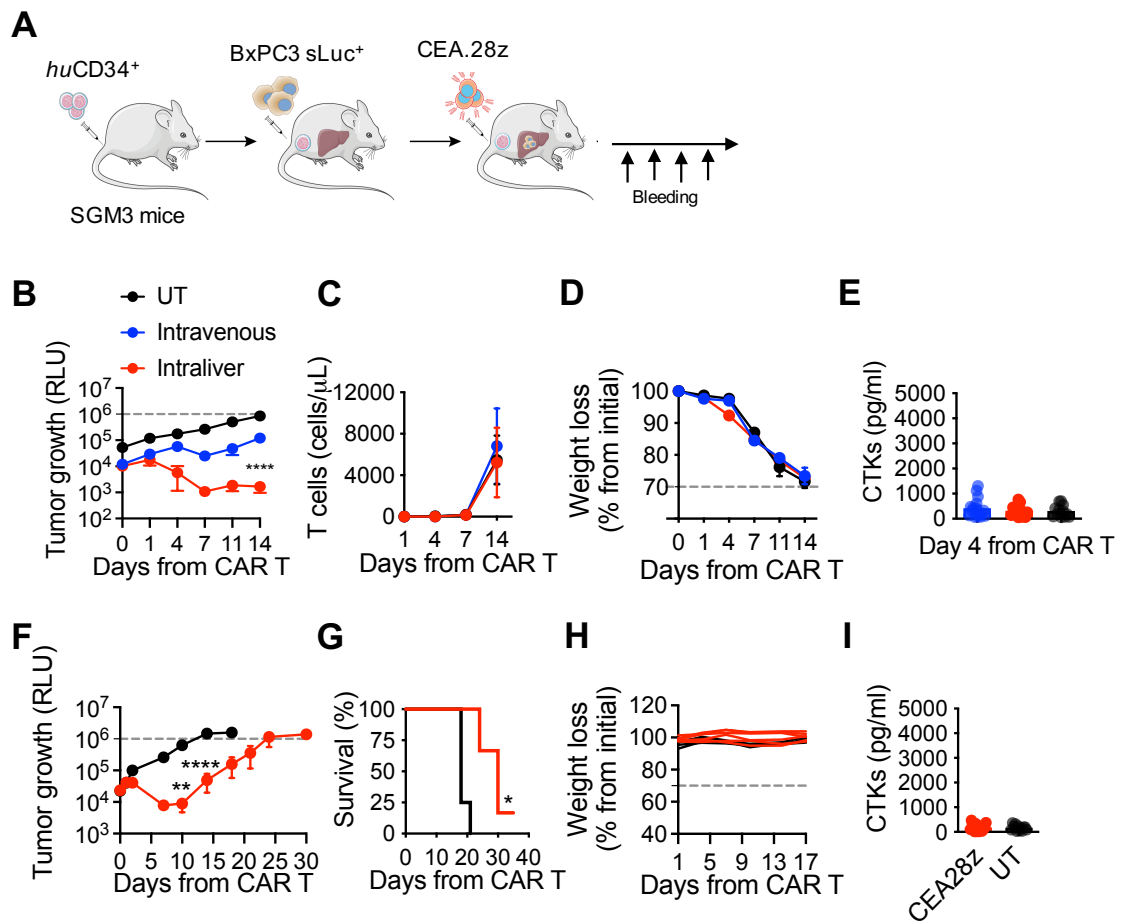 A
huCD34+
BxPC3 sLuc+
CEA.28z
SGM3 mice
Bleeding
B
UT
Intravenous
Intraliver
Tumor growth (RLU)
10^7
10^6
10^5
10^4
10^3
10^2
****
0 1 4 7 11 14
Days from CAR T
C
T cells (cells/μL)
12000
8000
4000
0
1 4 7 14
Days from CAR T
D
Weight loss
(% from initial)
100
90
80
70
0 1 4 7 11 14
Days from CAR T
E
CTKs (pg/ml)
5000
4000
3000
2000
1000
0
Day 4 from CAR T
F
Tumor growth (RLU)
10^7
10^6
10^5
10^4
10^3
**
****
0 5 10 15 20 25 30
Days from CAR T
G
Survival (%)
100
75
50
25
0
*
0 10 20 30 40
Days from CAR T
H
Weight loss
(% from initial)
120
100
80
60
40
1 5 9 13 17
Days from CAR T
I
CTKs (pg/ml)
5000
4000
3000
2000
1000
0
CEA28z
UT